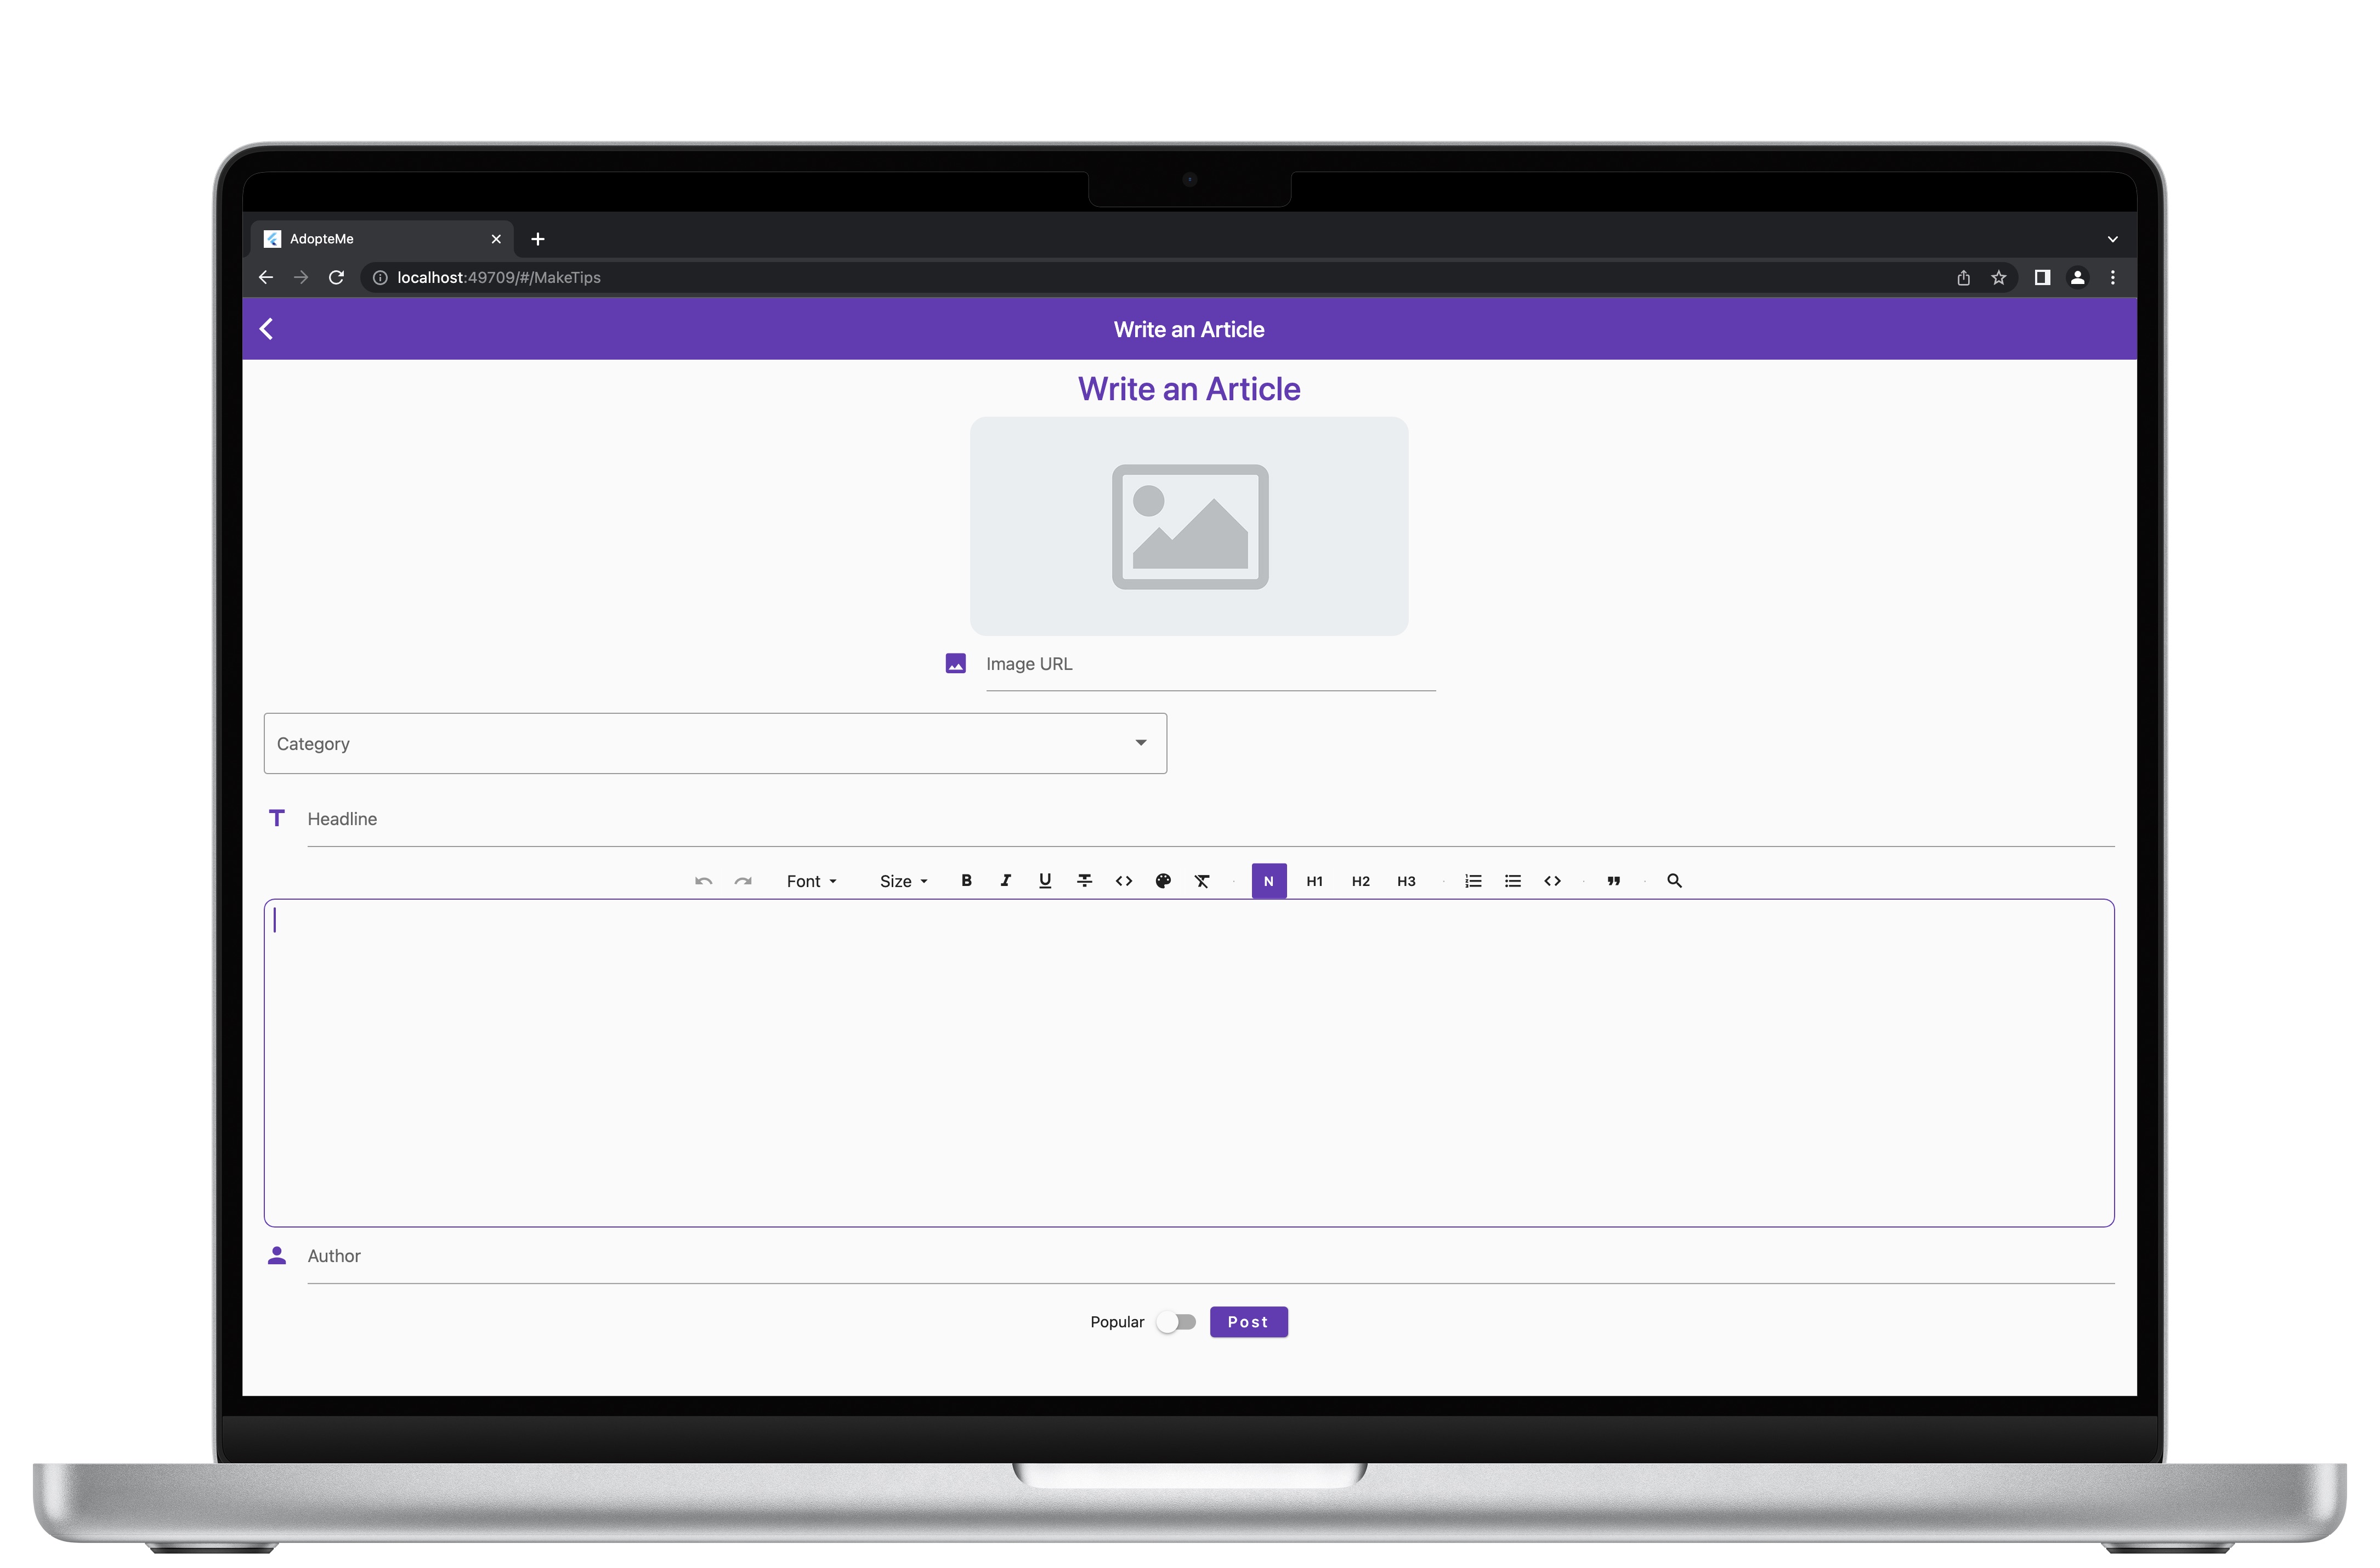 AdopteMe
localhost:49709/#/MakeTips
Write an Article
Write an Article
Image URL
Category
T Headline
Font Size B I U N H1 H2 H3
Author
Popular Post